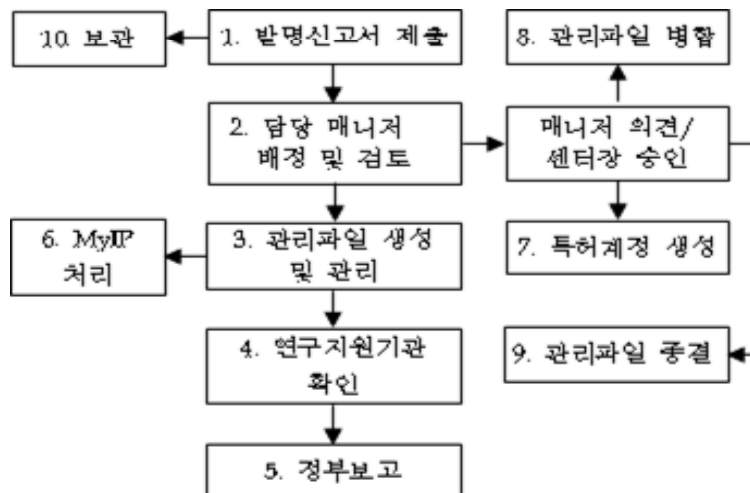 10. 보관
1. 발명신고서 제출
8. 관리파일 병합
2. 담당 매니저
배정 및 검토
매니저 의견/
센터장 승인
6. MyIP
처리
3. 관리파일 생성
및 관리
7. 특허계정 생성
4. 연구지원기관
확인
9. 관리파일 종결
5. 정부보고